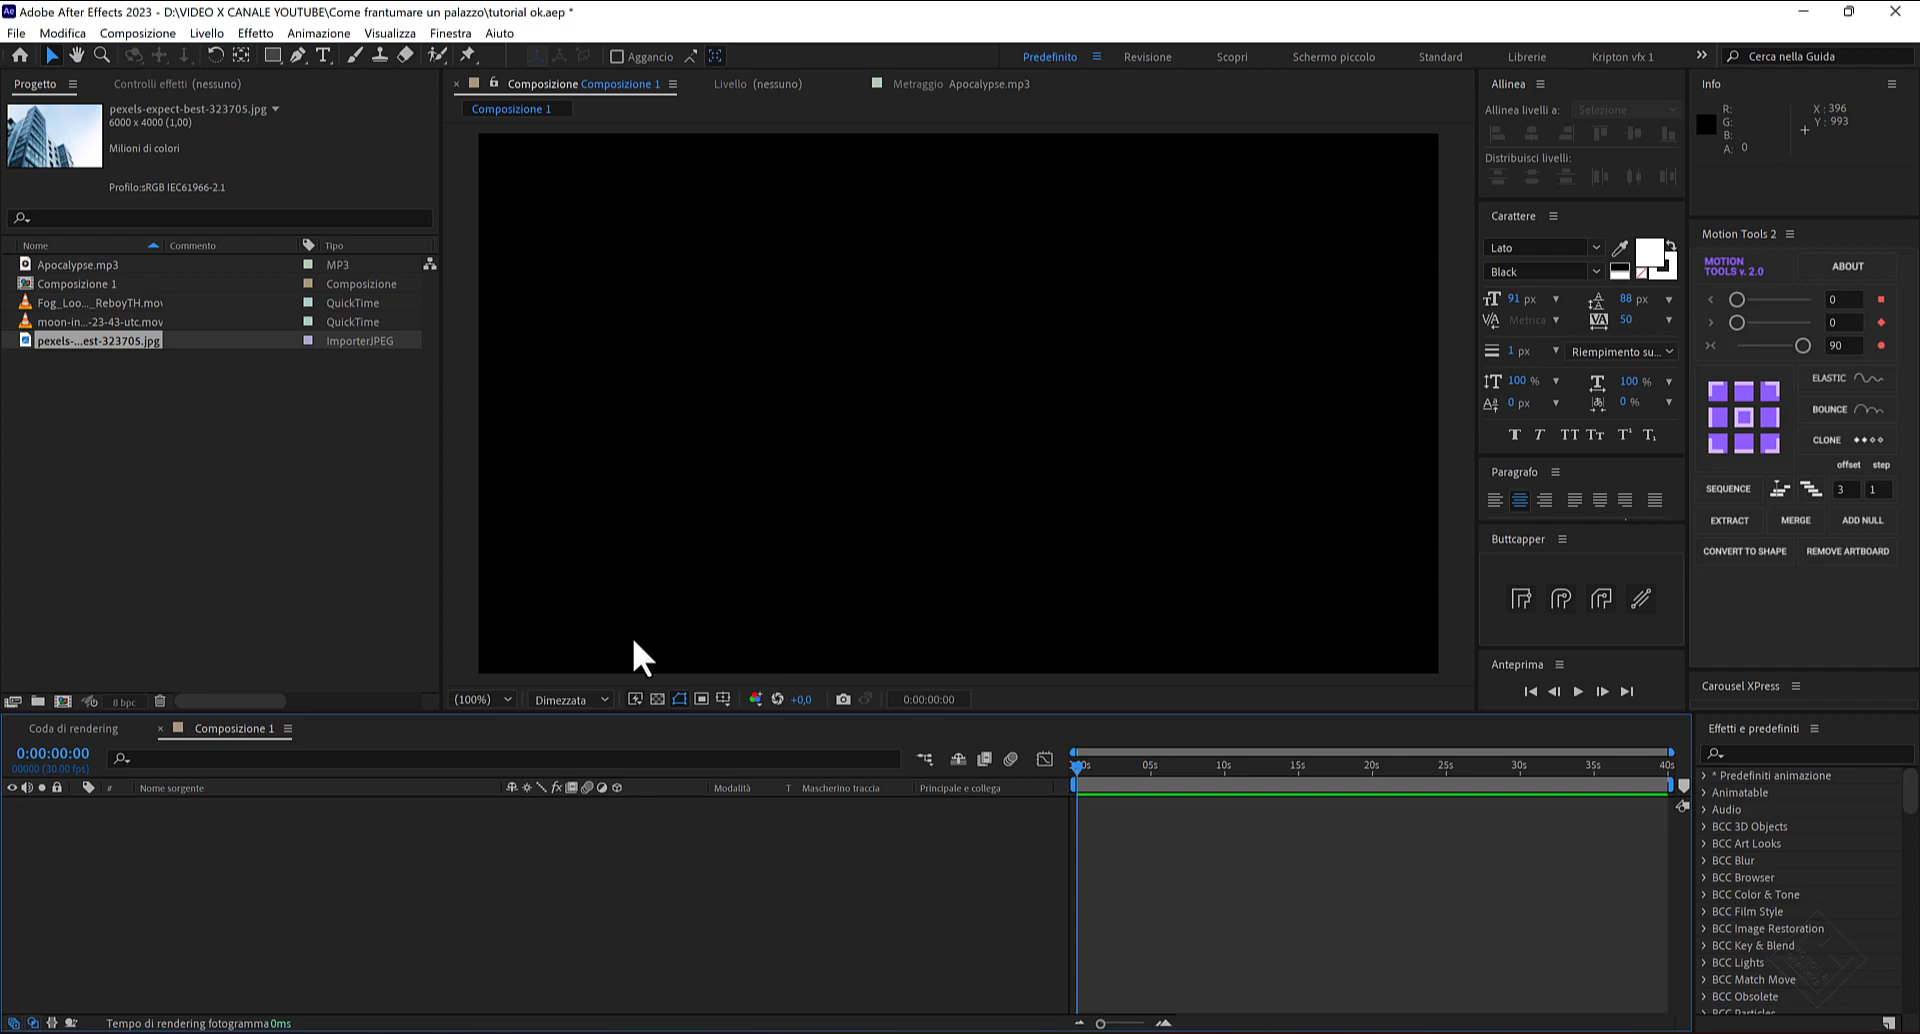 Adobe After Effects 2023 - D:\VIDEO X CANALE YOUTUBE\Come frantumare un palazzo\tutorial ok.aep *
File Modifica Composizione Livello Effetto Animazione Visualizza Finestra Aiuto
Aggancio Predefinito Revisione Scopri Schermo piccolo Standard Librerie Kripton vfx 1 Cerca nella Guida
Progetto Controlli effetti (nessuno)
pexels-expect-best-323705.jpg
6000 x 4000 (1,00)
Milioni di colori
Profilo:sRGB IEC61966-2.1
Nome Commento Tipo
Apocalypse.mp3 MP3
Composizione 1 Composizione
Fog_Loo..._ReboyTH.mov QuickTime
moon-in...-23-43-utc.mov QuickTime
pexels-...est-323705.jpg ImporterJPEG
8 bpc
Composizione Composizione 1 Livello (nessuno) Metraggio Apocalypse.mp3
Composizione 1
(100%) Dimezzata +0,0 0:00:00:00
Allinea
Allinea livelli a: Selezione
Distribuisci livelli:
Carattere
Lato
Black
91 px 88 px
Metrica 50
1 px Riempimento su...
100 % 100 %
0 px 0 %
T T TT Tt T¹ T₁
Paragrafo
Buttcapper
Anteprima
Info
R: X : 396
G: Y : 993
B:
A: 0
Motion Tools 2
MOTION
TOOLS v. 2.0
ABOUT
0
0
90
ELASTIC
BOUNCE
CLONE
offset step
SEQUENCE 3 1
EXTRACT MERGE ADD NULL
CONVERT TO SHAPE REMOVE ARTBOARD
Carousel XPress
Coda di rendering Composizione 1
0:00:00:00
00000 (30.00 fps)
05s 10s 15s 20s 25s 30s 35s 40s
# Nome sorgente fx Modalità T Mascherino traccia Principale e collega
Tempo di rendering fotogramma 0ms
Effetti e predefiniti
* Predefiniti animazione
Animatable
Audio
BCC 3D Objects
BCC Art Looks
BCC Blur
BCC Browser
BCC Color & Tone
BCC Film Style
BCC Image Restoration
BCC Key & Blend
BCC Lights
BCC Match Move
BCC Obsolete
BCC Particles